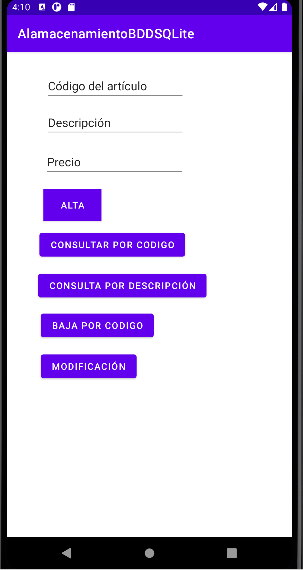 4:10
AlamacenamientoBDDSQLite
Código del artículo
Descripción
Precio
ALTA
CONSULTAR POR CODIGO
CONSULTA POR DESCRIPCIÓN
BAJA POR CODIGO
MODIFICACIÓN